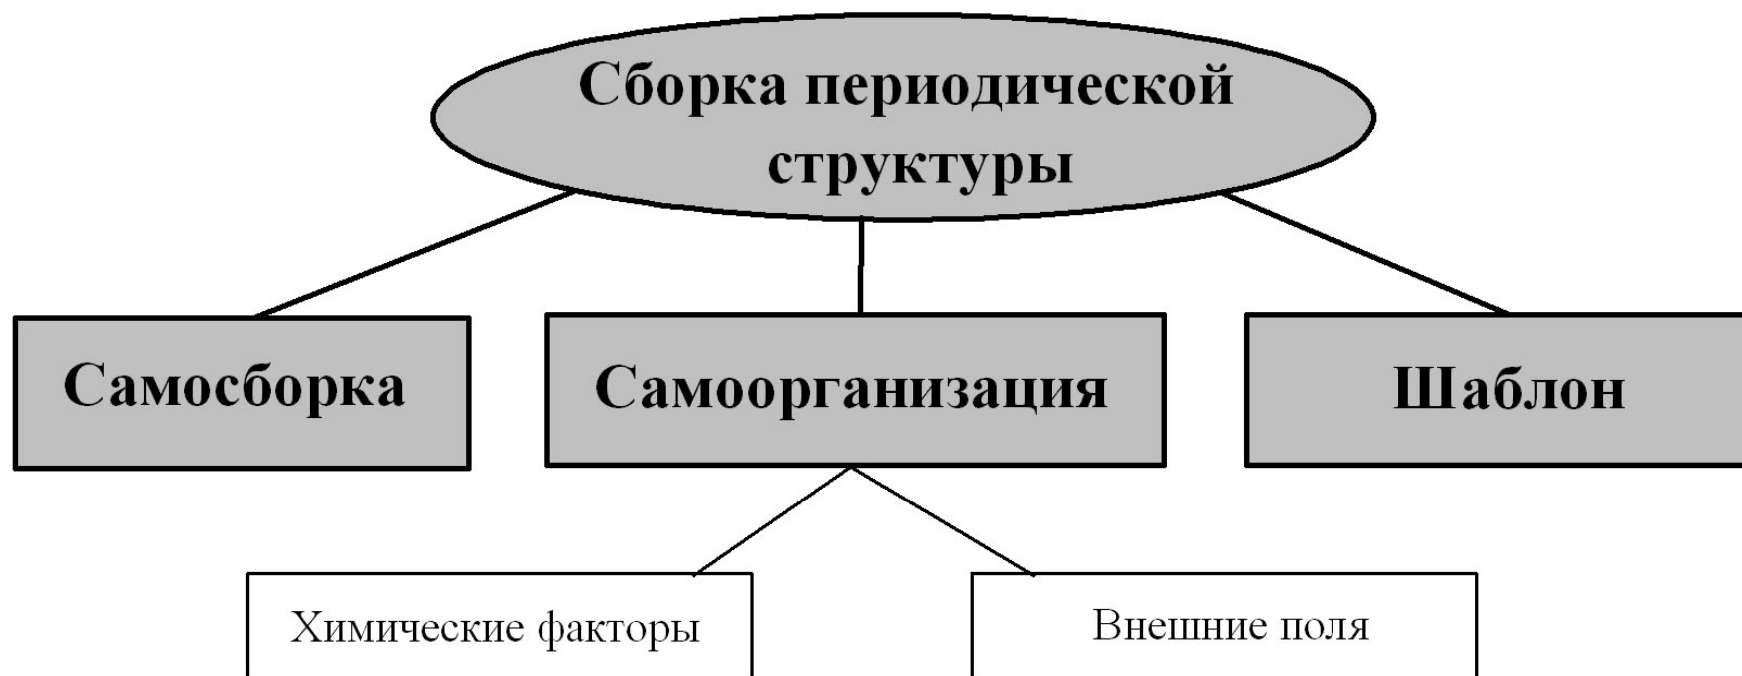 Сборка периодической
структуры
Самосборка
Самоорганизация
Шаблон
Химические факторы
Внешние поля